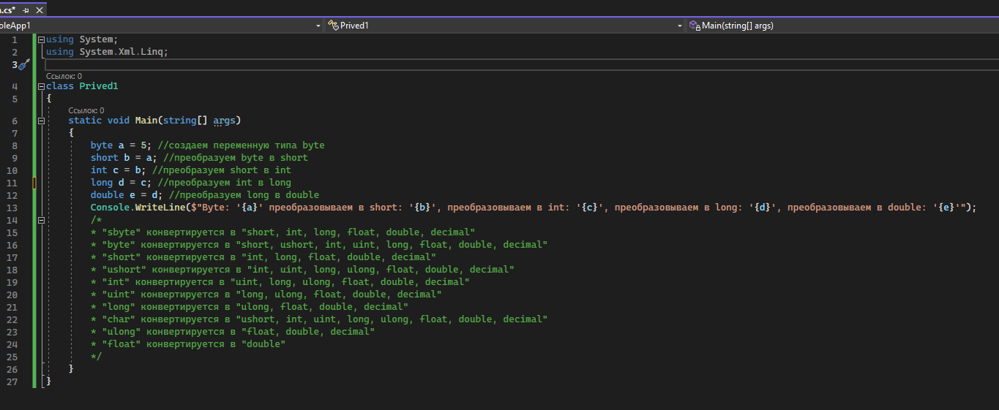 .cs*
oleApp1 Prived1 Main(string[] args)
1 using System;
2 using System.Xml.Linq;
3
Ссылок: 0
4 class Prived1
5 {
Ссылок: 0
6 static void Main(string[] args)
7 {
8 byte a = 5; //создаем переменную типа byte
9 short b = a; //преобразуем byte в short
10 int c = b; //преобразуем short в int
11 long d = c; //преобразуем int в long
12 double e = d; //преобразуем long в double
13 Console.WriteLine($"Byte: '{a}' преобразовываем в short: '{b}', преобразовываем в int: '{c}', преобразовываем в long: '{d}', преобразовываем в double: '{e}'");
14 /*
15 * "sbyte" конвертируется в "short, int, long, float, double, decimal"
16 * "byte" конвертируется в "short, ushort, int, uint, long, float, double, decimal"
17 * "short" конвертируется в "int, long, float, double, decimal"
18 * "ushort" конвертируется в "int, uint, long, ulong, float, double, decimal"
19 * "int" конвертируется в "uint, long, ulong, float, double, decimal"
20 * "uint" конвертируется в "long, ulong, float, double, decimal"
21 * "long" конвертируется в "ulong, float, double, decimal"
22 * "char" конвертируется в "ushort, int, uint, long, ulong, float, double, decimal"
23 * "ulong" конвертируется в "float, double, decimal"
24 * "float" конвертируется в "double"
25 */
26 }
27 }